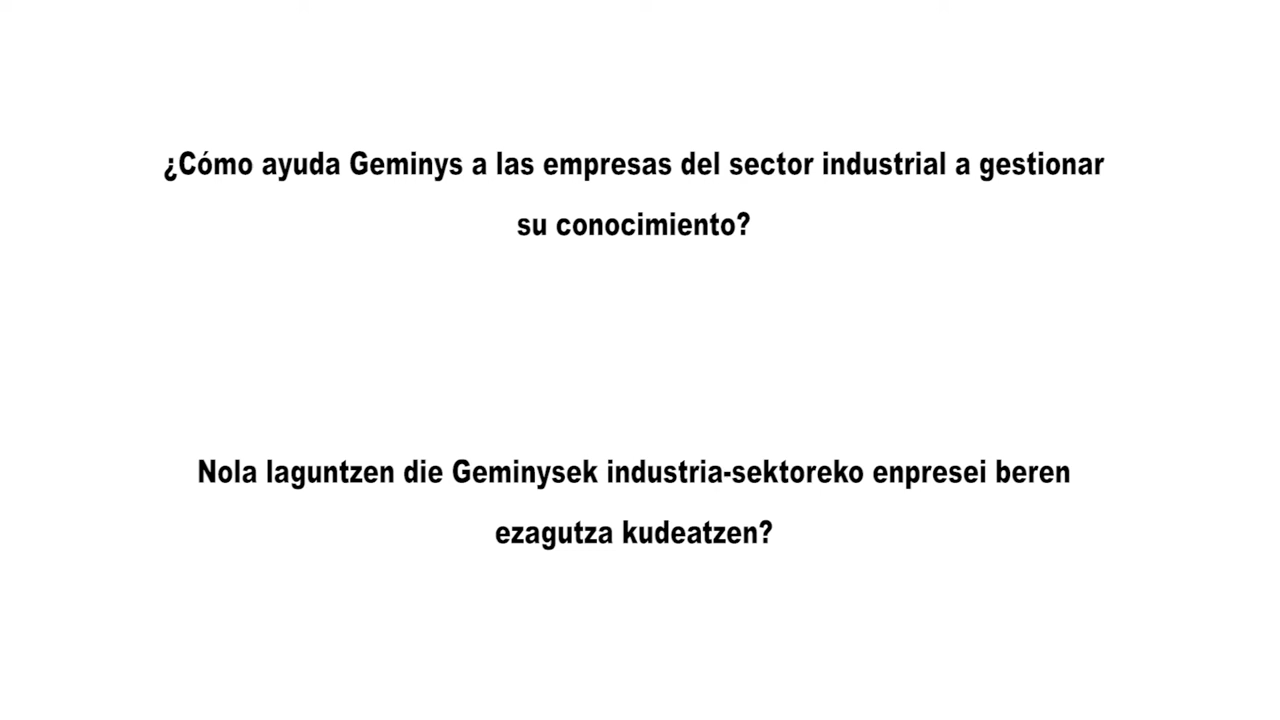 ¿Cómo ayuda Geminys a las empresas del sector industrial a gestionar
su conocimiento?
Nola laguntzen die Geminysek industria-sektoreko enpresei beren
ezagutza kudeatzen?